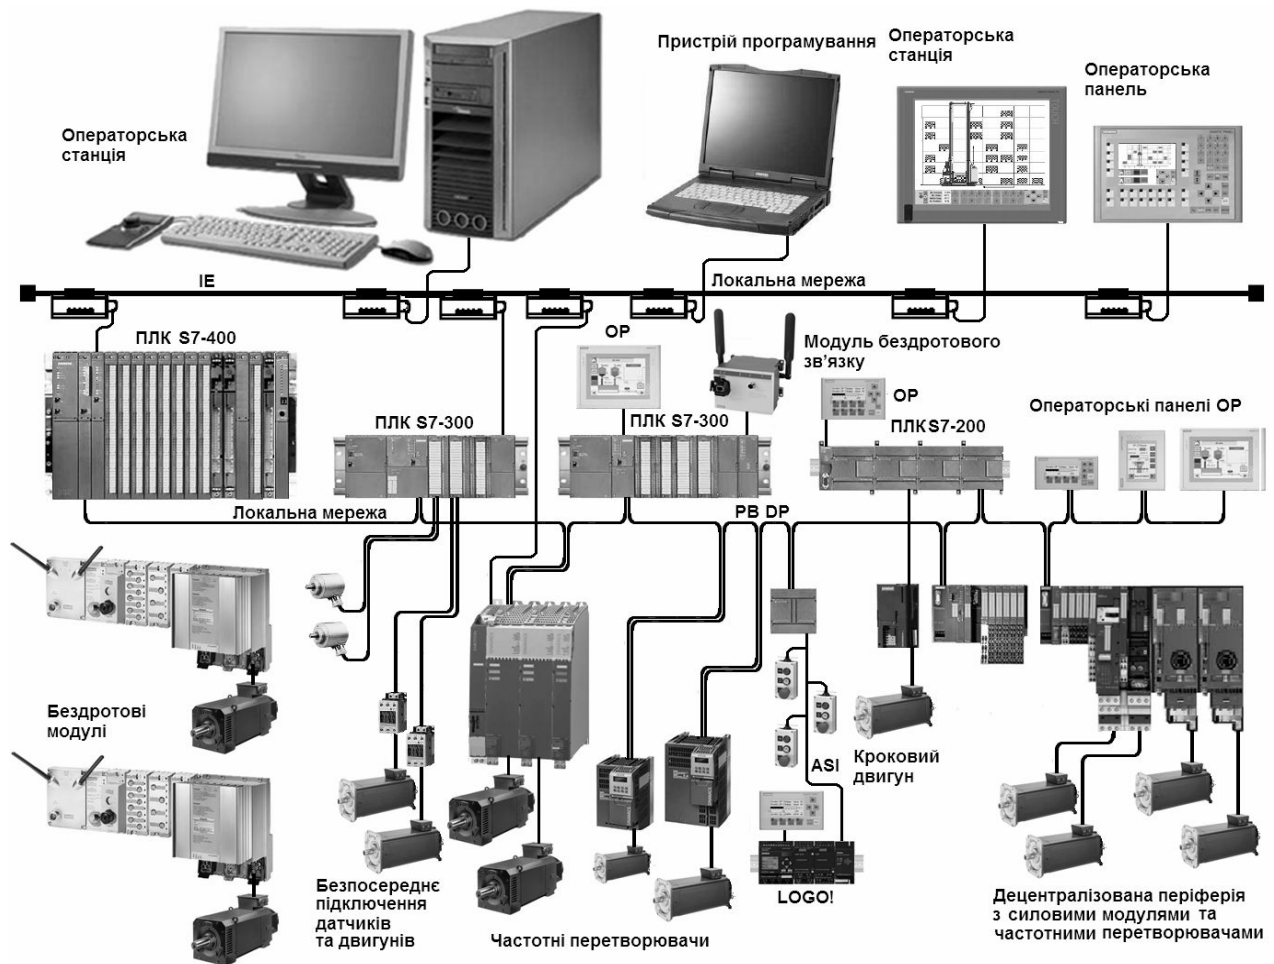 Операторська
станція
Пристрій програмування
Операторська
станція
Операторська
панель
IE
Локальна мережа
ПЛК S7-400
ПЛК S7-300
OP
ПЛК S7-300
Модуль бездротового
зв’язку
OP
ПЛК S7-200
Операторські панелі OP
Локальна мережа
PB DP
Бездротові
модулі
Безпосереднє
підключення
датчиків
та двигунів
Частотні перетворювачи
ASI
Кроковий
двигун
LOGO!
Децентралізована періферія
з силовими модулями та
частотними перетворювачами